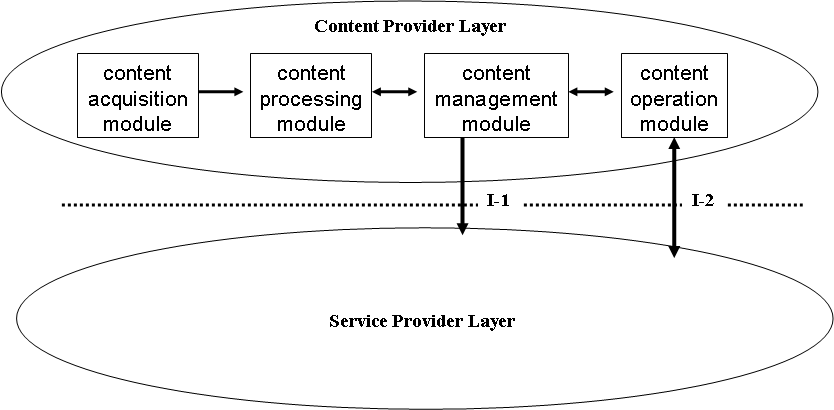 Content Provider Layer
content
acquisition
module
content
processing
module
content
management
module
content
operation
module
I-1
I-2
Service Provider Layer